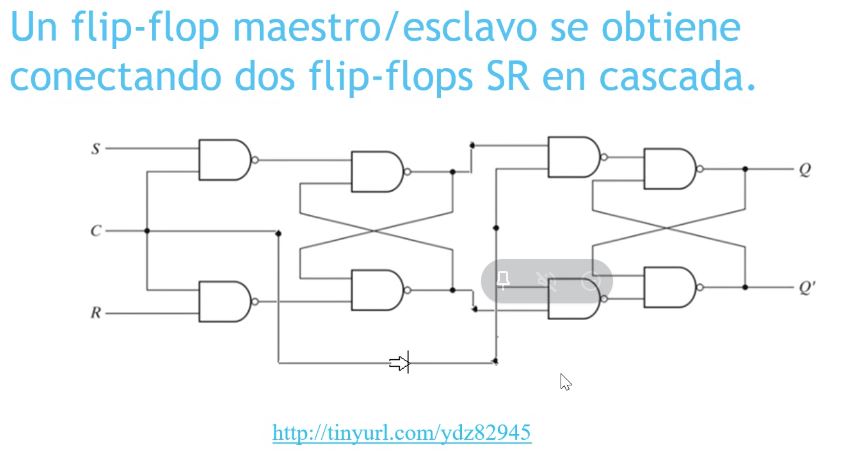 Un flip-flop maestro/esclavo se obtiene
conectando dos flip-flops SR en cascada.
S
Q
C
R
Q'
http://tinyurl.com/ydz82945